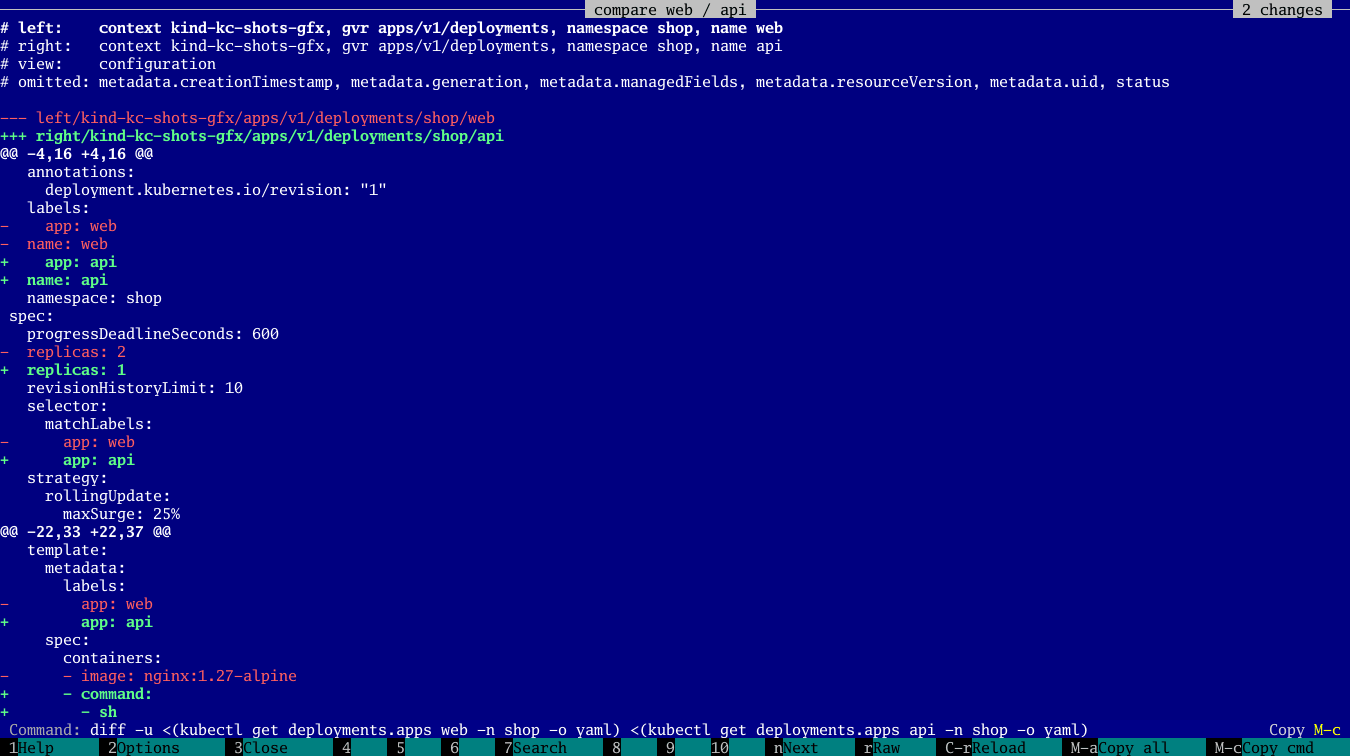 compare web / api 2 changes
# left:    context kind-kc-shots-gfx, gvr apps/v1/deployments, namespace shop, name web
# right:   context kind-kc-shots-gfx, gvr apps/v1/deployments, namespace shop, name api
# view:    configuration
# omitted: metadata.creationTimestamp, metadata.generation, metadata.managedFields, metadata.resourceVersion, metadata.uid, status
--- left/kind-kc-shots-gfx/apps/v1/deployments/shop/web
+++ right/kind-kc-shots-gfx/apps/v1/deployments/shop/api
@@ -4,16 +4,16 @@
   annotations:
     deployment.kubernetes.io/revision: "1"
   labels:
-    app: web
-  name: web
+    app: api
+  name: api
   namespace: shop
 spec:
   progressDeadlineSeconds: 600
-  replicas: 2
+  replicas: 1
   revisionHistoryLimit: 10
   selector:
     matchLabels:
-      app: web
+      app: api
   strategy:
     rollingUpdate:
       maxSurge: 25%
@@ -22,33 +22,37 @@
   template:
     metadata:
       labels:
-        app: web
+        app: api
     spec:
       containers:
-      - image: nginx:1.27-alpine
+      - command:
+        - sh
Command: diff -u <(kubectl get deployments.apps web -n shop -o yaml) <(kubectl get deployments.apps api -n shop -o yaml) Copy M-c
1Help 2Options 3Close 4 5 6 7Search 8 9 10 nNext rRaw C-rReload M-aCopy all M-cCopy cmd